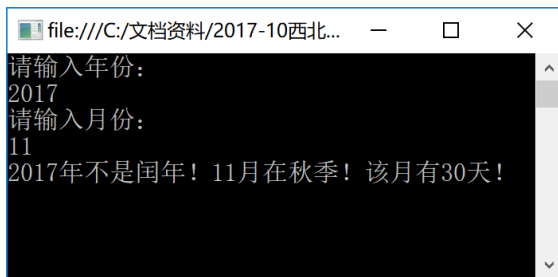 file:///C:/文档资料/2017-10西北...
请输入年份：
2017
请输入月份：
11
2017年不是闰年！11月在秋季！该月有30天！